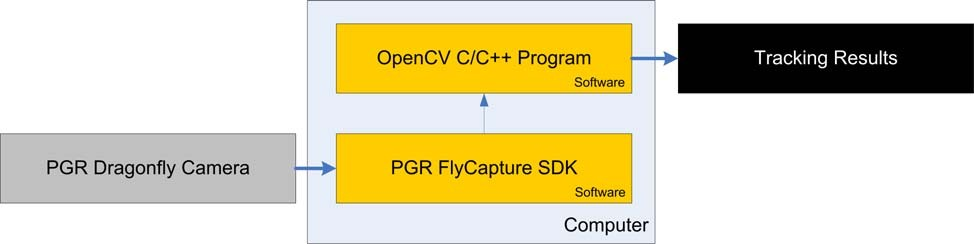 OpenCV C/C++ Program
Software
Tracking Results
PGR Dragonfly Camera
PGR FlyCapture SDK
Software
Computer